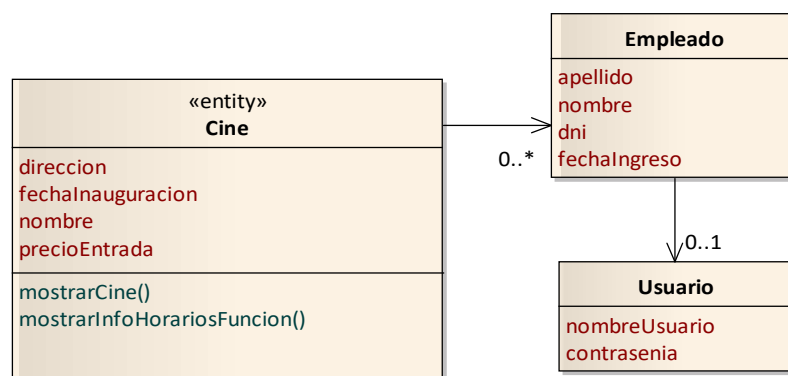 «entity»
Cine
direccion
fechaInauguracion
nombre
precioEntrada
mostrarCine()
mostrarInfoHorariosFuncion()
0..*
Empleado
apellido
nombre
dni
fechaIngreso
0..1
Usuario
nombreUsuario
contrasenia